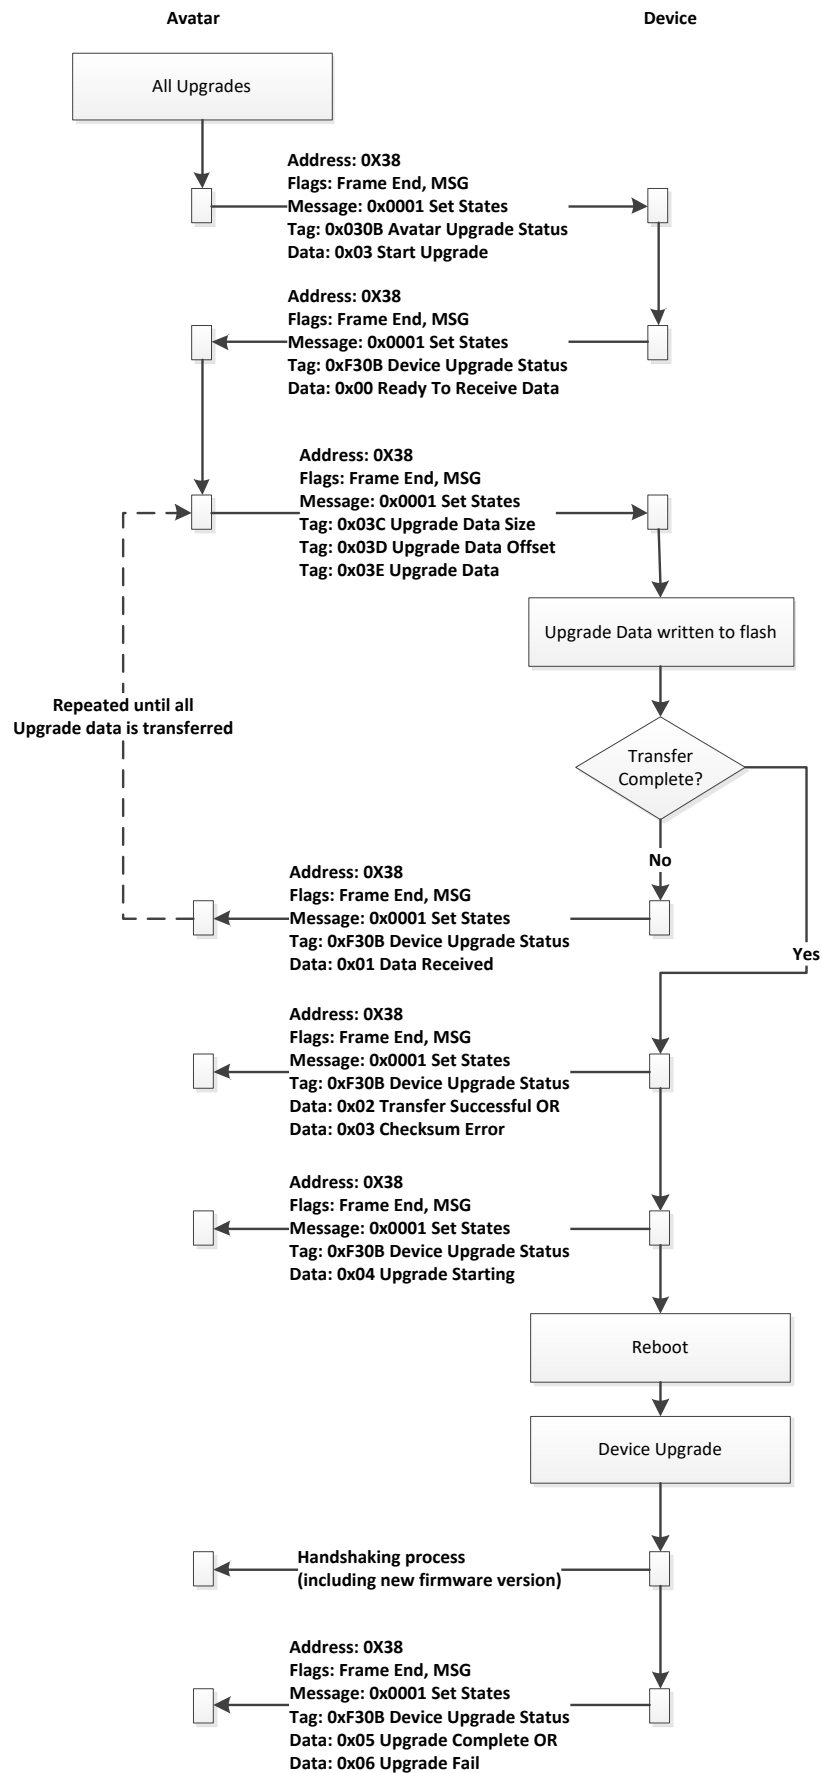 Avatar
Device
All Upgrades
Address: 0X38
Flags: Frame End, MSG
Message: 0x0001 Set States
Tag: 0x030B Avatar Upgrade Status
Data: 0x03 Start Upgrade
Address: 0X38
Flags: Frame End, MSG
Message: 0x0001 Set States
Tag: 0xF30B Device Upgrade Status
Data: 0x00 Ready To Receive Data
Address: 0X38
Flags: Frame End, MSG
Message: 0x0001 Set States
Tag: 0x03C Upgrade Data Size
Tag: 0x03D Upgrade Data Offset
Tag: 0x03E Upgrade Data
Upgrade Data written to flash
Repeated until all
Upgrade data is transferred
Transfer
Complete?
No
Yes
Address: 0X38
Flags: Frame End, MSG
Message: 0x0001 Set States
Tag: 0xF30B Device Upgrade Status
Data: 0x01 Data Received
Address: 0X38
Flags: Frame End, MSG
Message: 0x0001 Set States
Tag: 0xF30B Device Upgrade Status
Data: 0x02 Transfer Successful OR
Data: 0x03 Checksum Error
Address: 0X38
Flags: Frame End, MSG
Message: 0x0001 Set States
Tag: 0xF30B Device Upgrade Status
Data: 0x04 Upgrade Starting
Reboot
Device Upgrade
Handshaking process
(including new firmware version)
Address: 0X38
Flags: Frame End, MSG
Message: 0x0001 Set States
Tag: 0xF30B Device Upgrade Status
Data: 0x05 Upgrade Complete OR
Data: 0x06 Upgrade Fail